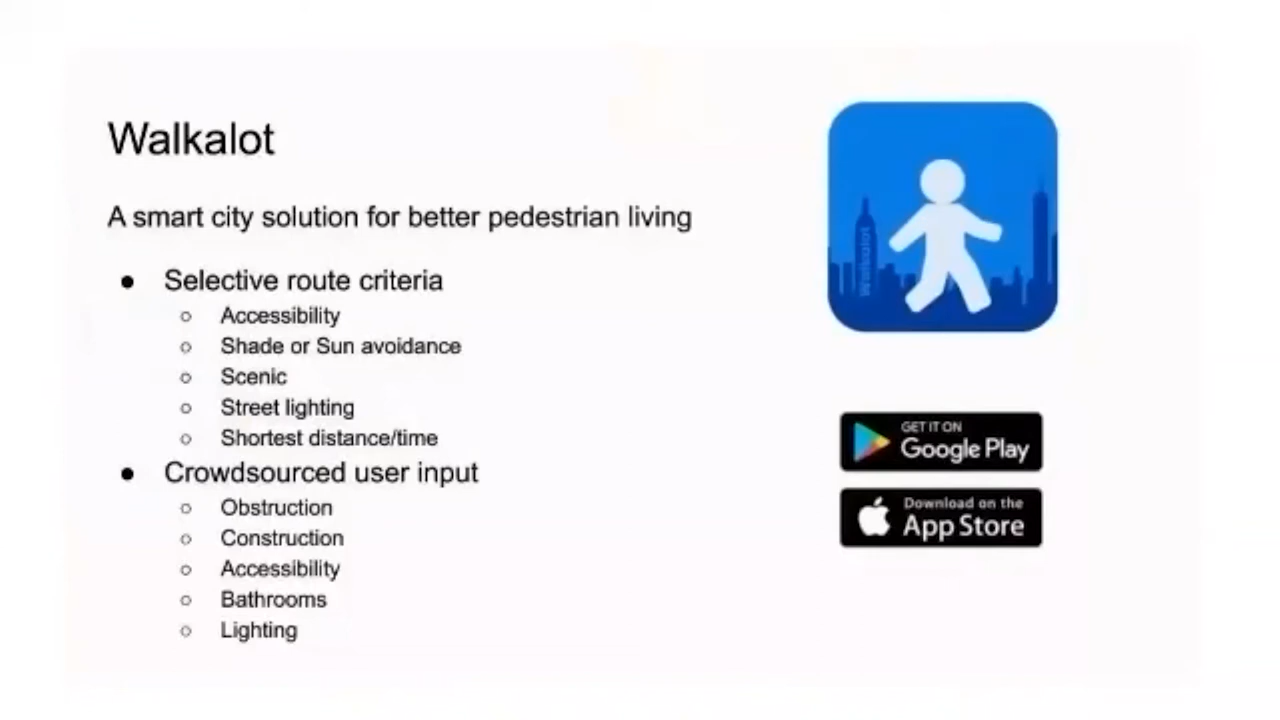 Walkalot
A smart city solution for better pedestrian living
● Selective route criteria
○ Accessibility
○ Shade or Sun avoidance
○ Scenic
○ Street lighting
○ Shortest distance/time
● Crowdsourced user input
○ Obstruction
○ Construction
○ Accessibility
○ Bathrooms
○ Lighting
Walkalot
GET IT ON
Google Play
Download on the
App Store